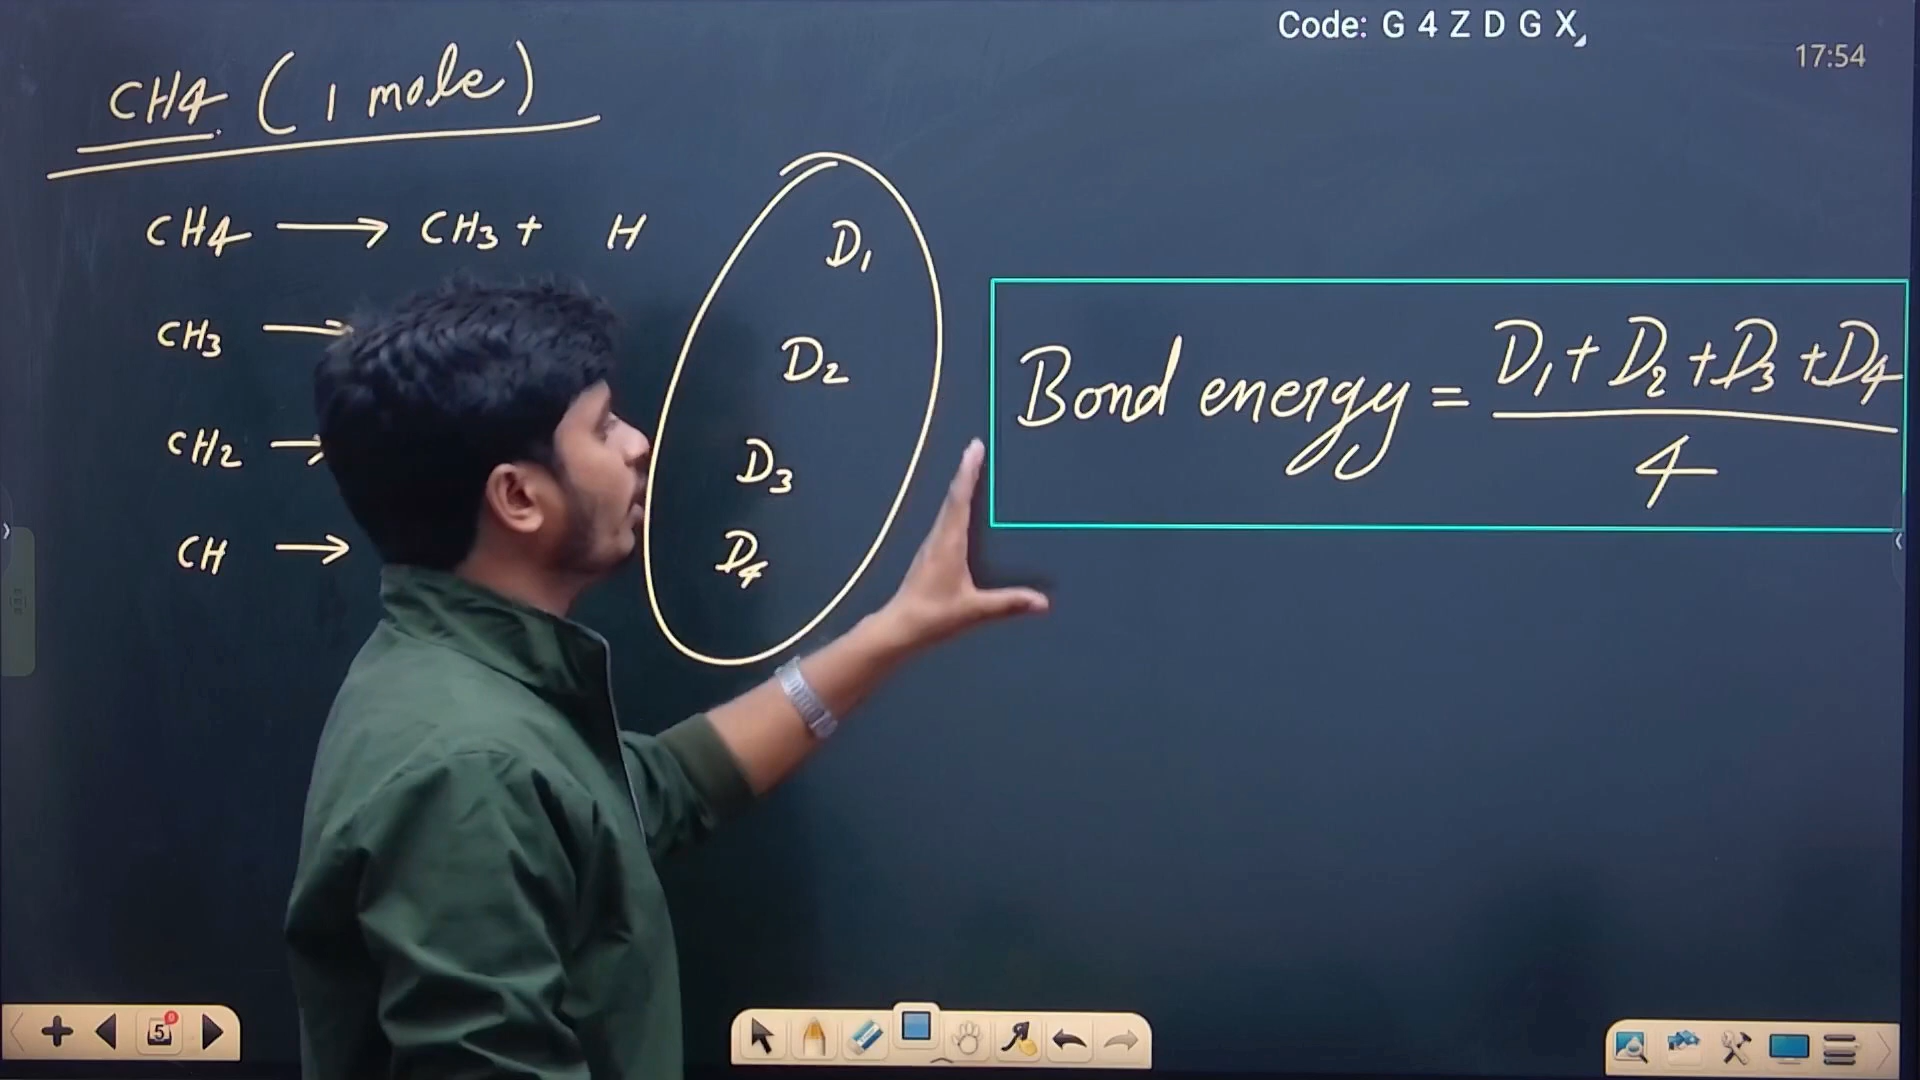 Code: G 4 Z D G X
17:54
CH4 (1 mole)
CH4 → CH3 + H D1
CH3 → D2
CH2 → D3
CH → D4
Bond energy = D1 + D2 + D3 + D4
4
5